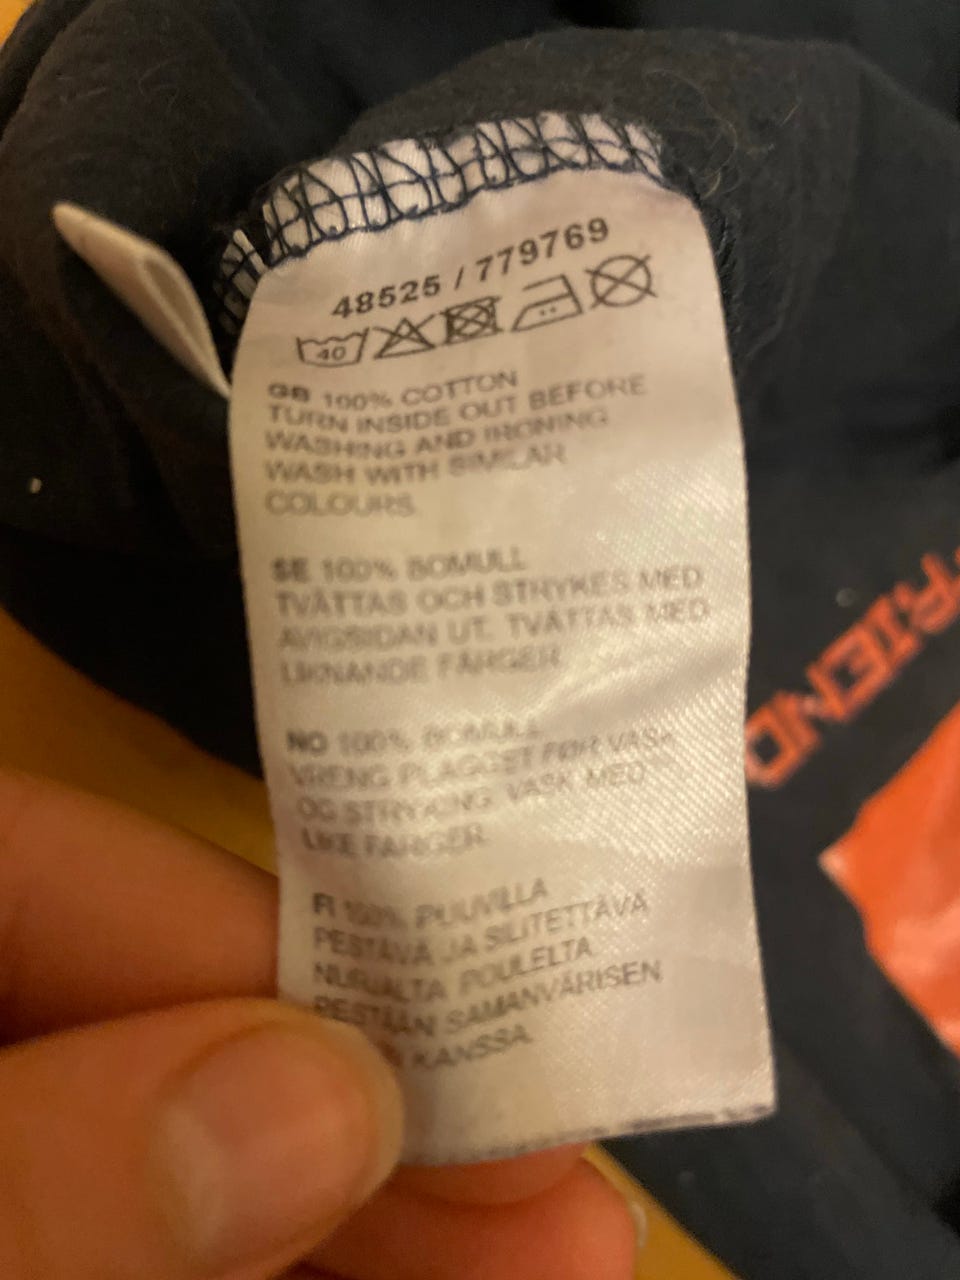 48525 / 779769
40
GB 100% COTTON
TURN INSIDE OUT BEFORE
WASHING AND IRONING
WASH WITH SIMILAR
COLOURS
SE 100% BOMULL
TVÄTTAS OCH STRYKES MED
AVIGSIDAN UT. TVÄTTAS MED
LIKNANDE FÄRGER
NO 100% BOMULL
VRENG PLAGGET FØR VASK
OG STRYKING. VASK MED
LIKE FARGER
FI 100% PUUVILLA
PESTÄVÄ JA SILITETTÄVÄ
NURJALTA POULELTA
PESTÄÄN SAMANVÄRISEN
KANSSA
FRIEND